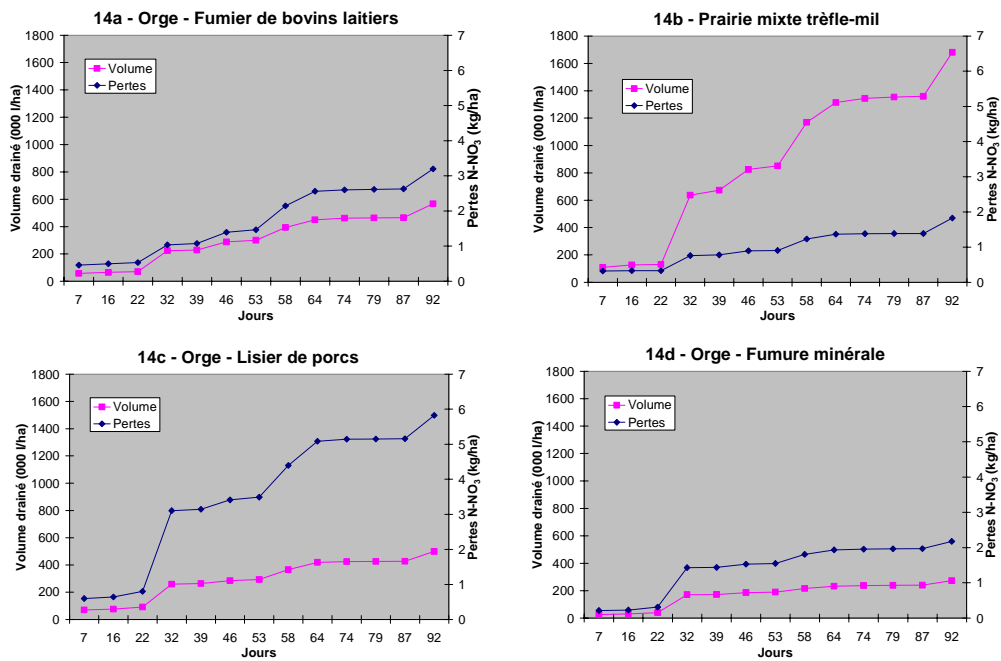 14a - Orge - Fumier de bovins laitiers
Volume drainé (000 l/ha)
1800
1600
1400
1200
1000
800
600
400
200
0
Volume
Pertes
7
6
5
4
3
2
1
0
Pertes N-NO₃ (kg/ha)
7 16 22 32 39 46 53 58 64 74 79 87 92
Jours
14b - Prairie mixte trèfle-mil
Volume drainé (000 l/ha)
1800
1600
1400
1200
1000
800
600
400
200
0
Volume
Pertes
7
6
5
4
3
2
1
0
Pertes N-NO₃ (kg/ha)
7 16 22 32 39 46 53 58 64 74 79 87 92
Jours
14c - Orge - Lisier de porcs
Volume drainé (000 l/ha)
1800
1600
1400
1200
1000
800
600
400
200
0
Volume
Pertes
7
6
5
4
3
2
1
0
Pertes N-NO₃ (kg/ha)
7 16 22 32 39 46 53 58 64 74 79 87 92
Jours
14d - Orge - Fumure minérale
Volume drainé (000 l/ha)
1800
1600
1400
1200
1000
800
600
400
200
0
Volume
Pertes
7
6
5
4
3
2
1
0
Pertes N-NO₃ (kg/ha)
7 16 22 32 39 46 53 58 64 74 79 87 92
Jours